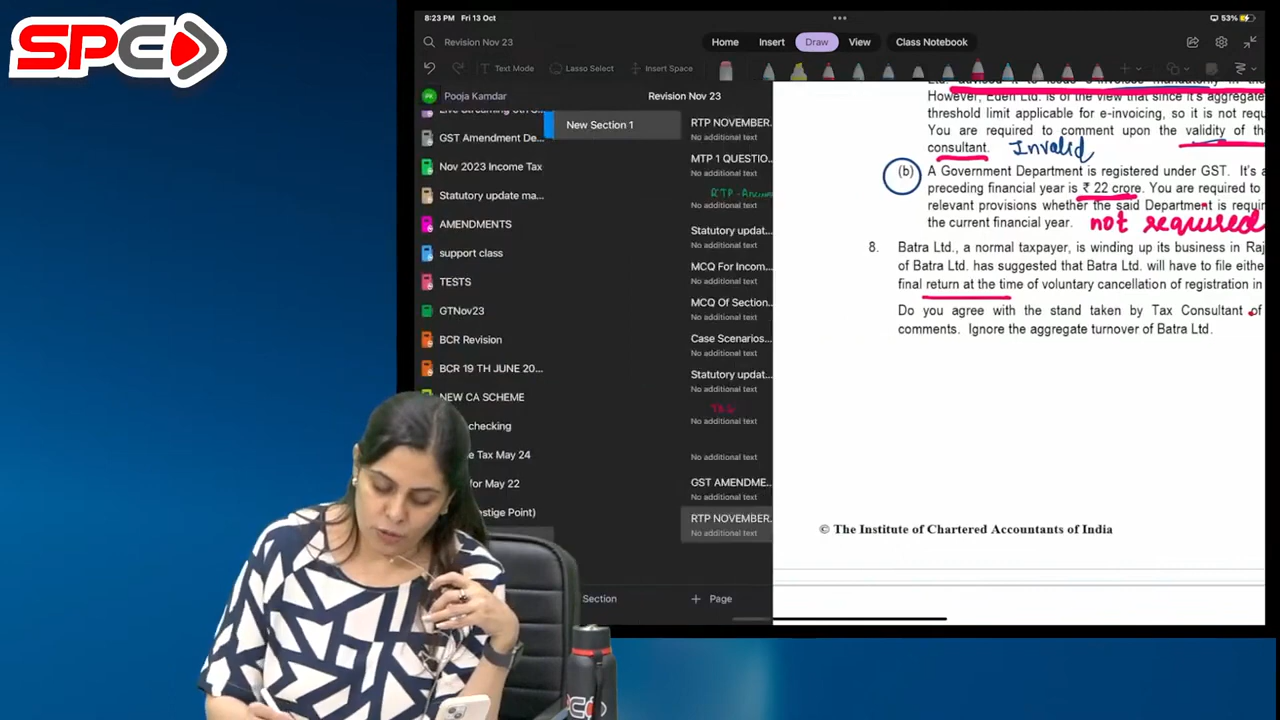 SPC
8:23 PM Fri 13 Oct
53%
Revision Nov 23
Home Insert Draw View Class Notebook
Text Mode Lasso Select Insert Space
Pooja Kamdar
Revision Nov 23
GST Amendment De...
Nov 2023 Income Tax
Statutory update ma...
AMENDMENTS
support class
TESTS
GTNov23
BCR Revision
BCR 19 TH JUNE 20...
NEW CA SCHEME
checking
Tax May 24
for May 22
estige Point)
New Section 1
Section
RTP NOVEMBER.
No additional text
MTP 1 QUESTIO...
No additional text
No additional text
Statutory updat...
No additional text
MCQ For Incom...
No additional text
MCQ Of Section...
No additional text
Case Scenarios...
No additional text
Statutory updat...
No additional text
No additional text
No additional text
GST AMENDME...
No additional text
RTP NOVEMBER.
No additional text
+ Page
Ltd. advised it to issue e-invoices mandatorily
However, Eden Ltd. is of the view that since it's aggregate
threshold limit applicable for e-invoicing, so it is not requ
You are required to comment upon the validity of
consultant. Invalid
(b) A Government Department is registered under GST. It's a
preceding financial year is ₹ 22 crore. You are required to
relevant provisions whether the said Department is requir
the current financial year. not required
8. Batra Ltd., a normal taxpayer, is winding up its business in Raj
of Batra Ltd. has suggested that Batra Ltd. will have to file eithe
final return at the time of voluntary cancellation of registration in
Do you agree with the stand taken by Tax Consultant of
comments. Ignore the aggregate turnover of Batra Ltd.
© The Institute of Chartered Accountants of India